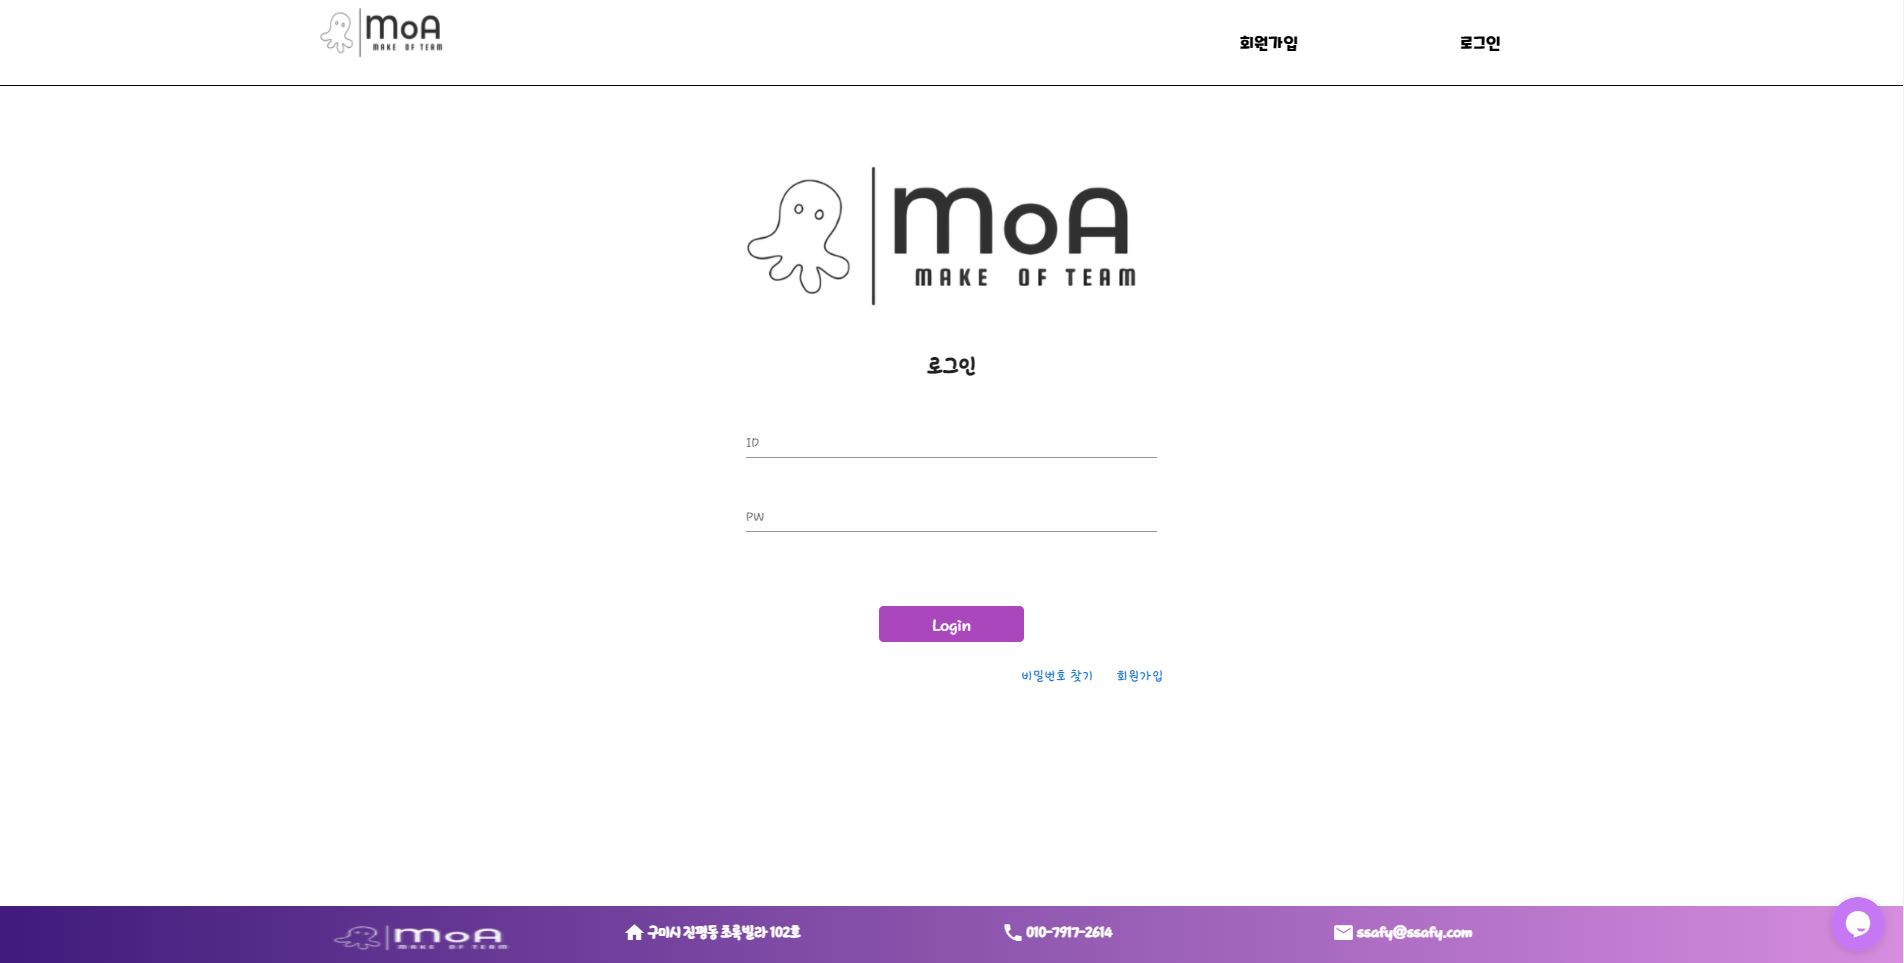 MoA
MAKE OF TEAM
회원가입
로그인
MoA
MAKE OF TEAM
로그인
ID
PW
Login
비밀번호 찾기
회원가입
MoA
MAKE OF TEAM
구미시 진평동 초록빌라 102호
010-7917-2614
ssafy@ssafy.com